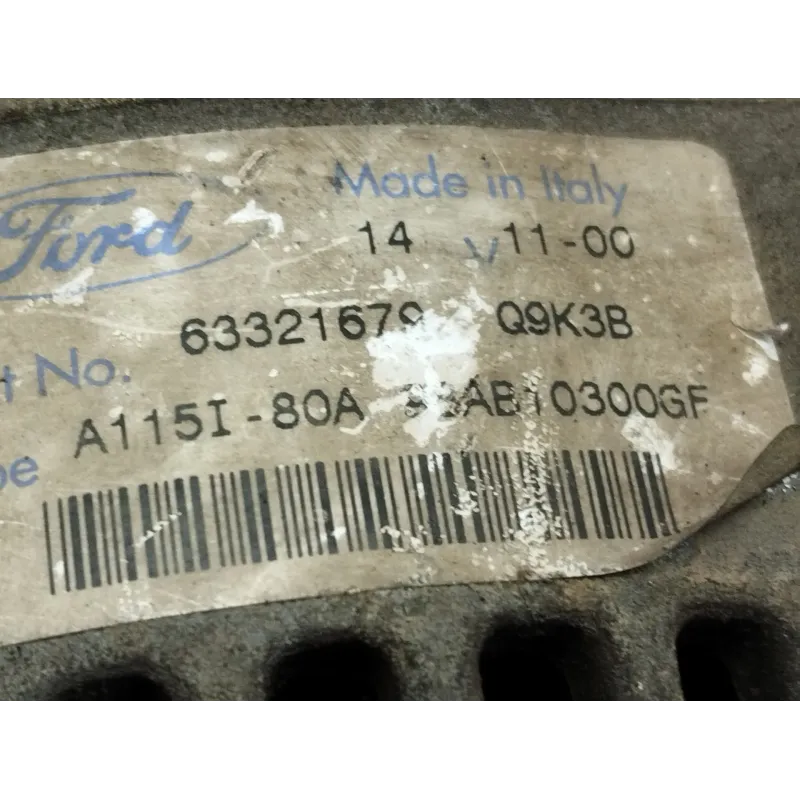 Ford
Made in Italy
14 V 11-00
63321679 Q9K3B
No.
A115I-80A